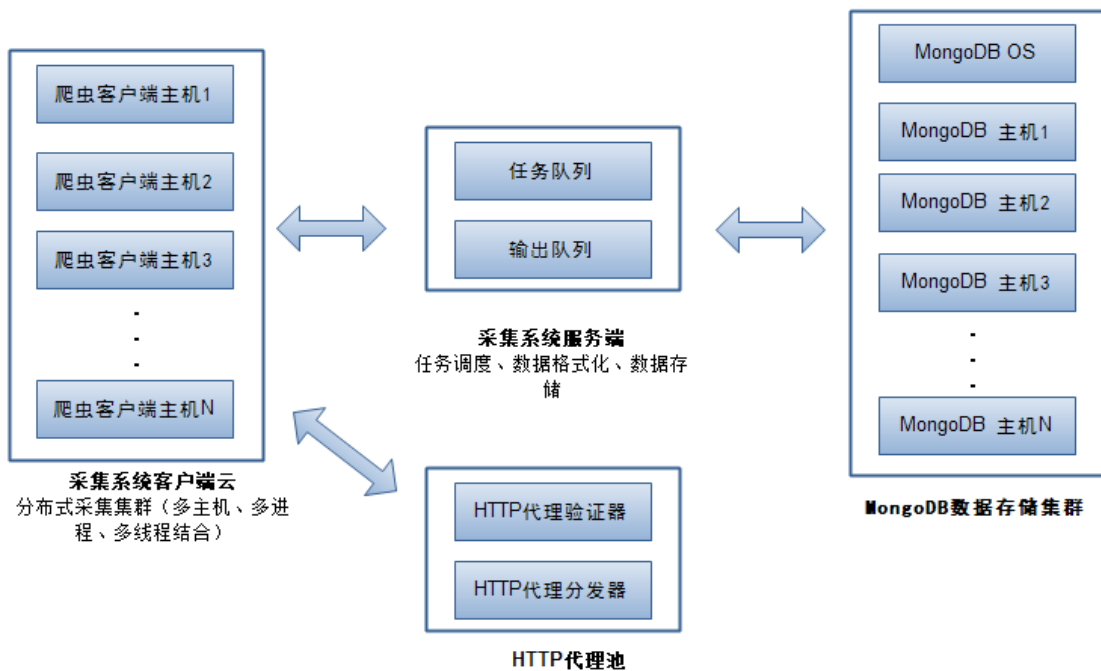 爬虫客户端主机1
爬虫客户端主机2
爬虫客户端主机3
爬虫客户端主机N
采集系统客户端云
分布式采集集群（多主机、多进
程、多线程结合）
任务队列
输出队列
采集系统服务端
任务调度、数据格式化、数据存
储
HTTP代理验证器
HTTP代理分发器
HTTP代理池
MongoDB OS
MongoDB 主机1
MongoDB 主机2
MongoDB 主机3
MongoDB 主机N
MongoDB数据存储集群